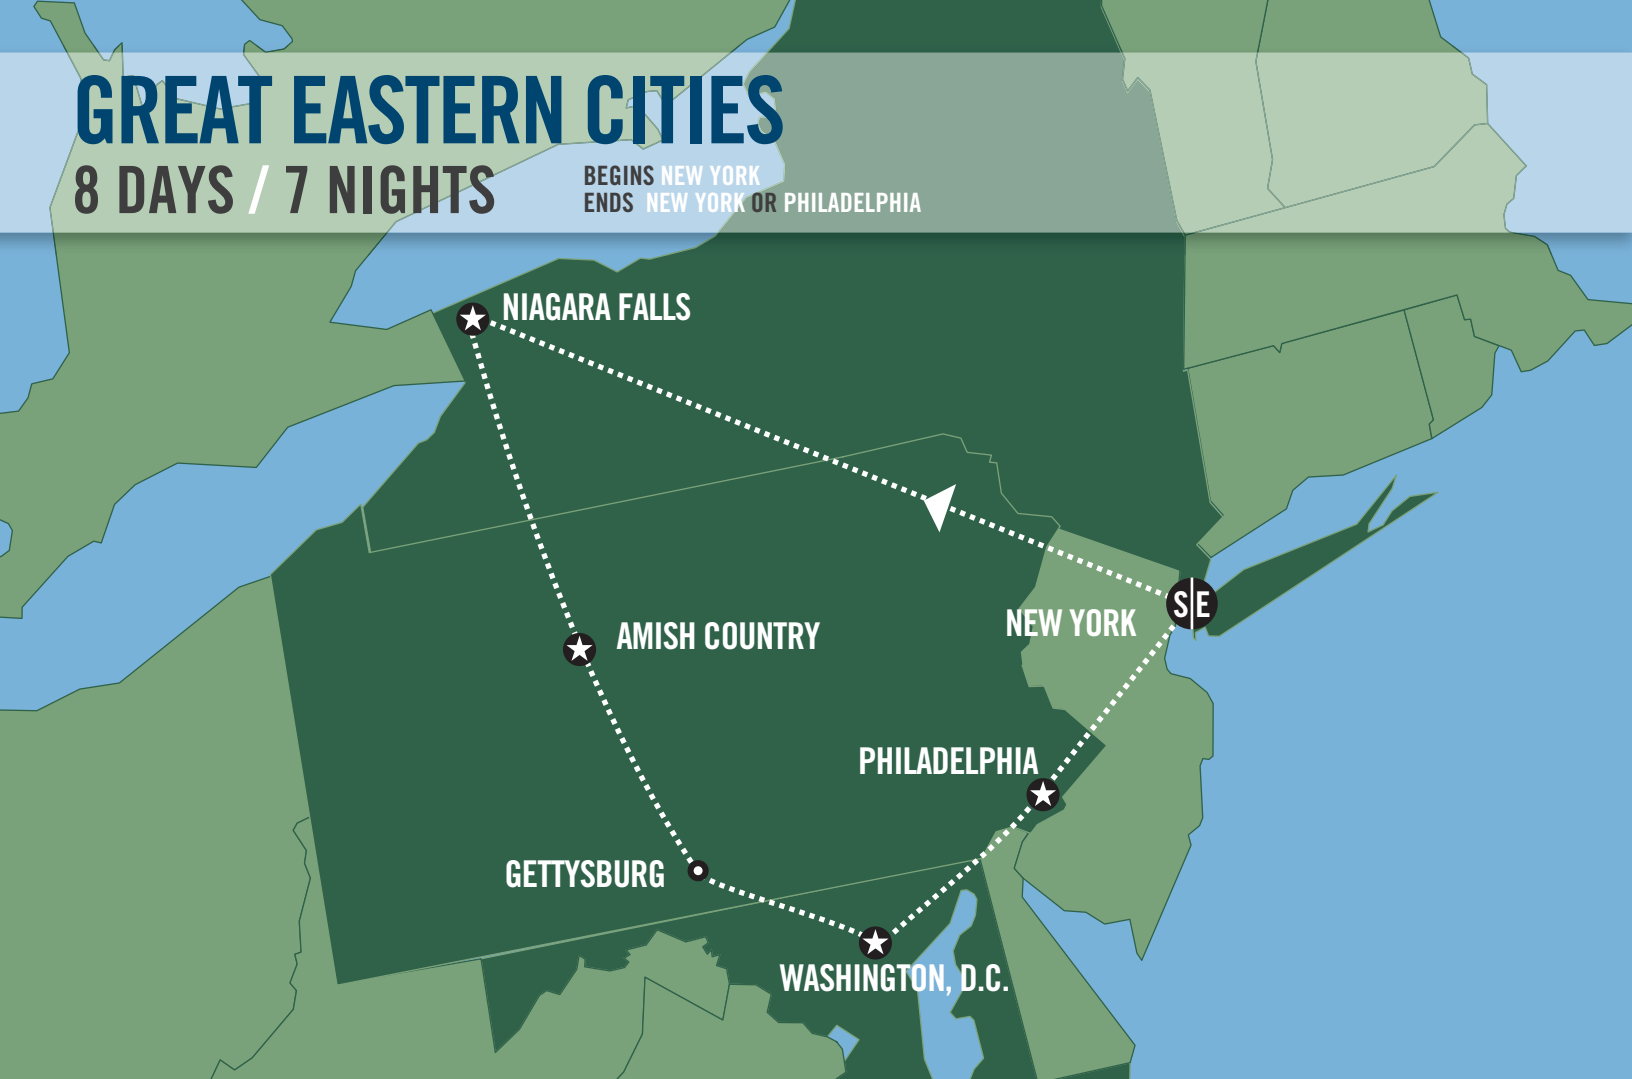 GREAT EASTERN CITIES
8 DAYS / 7 NIGHTS
BEGINS NEW YORK
ENDS NEW YORK OR PHILADELPHIA
NIAGARA FALLS
AMISH COUNTRY
S|E
NEW YORK
PHILADELPHIA
GETTYSBURG
WASHINGTON, D.C.